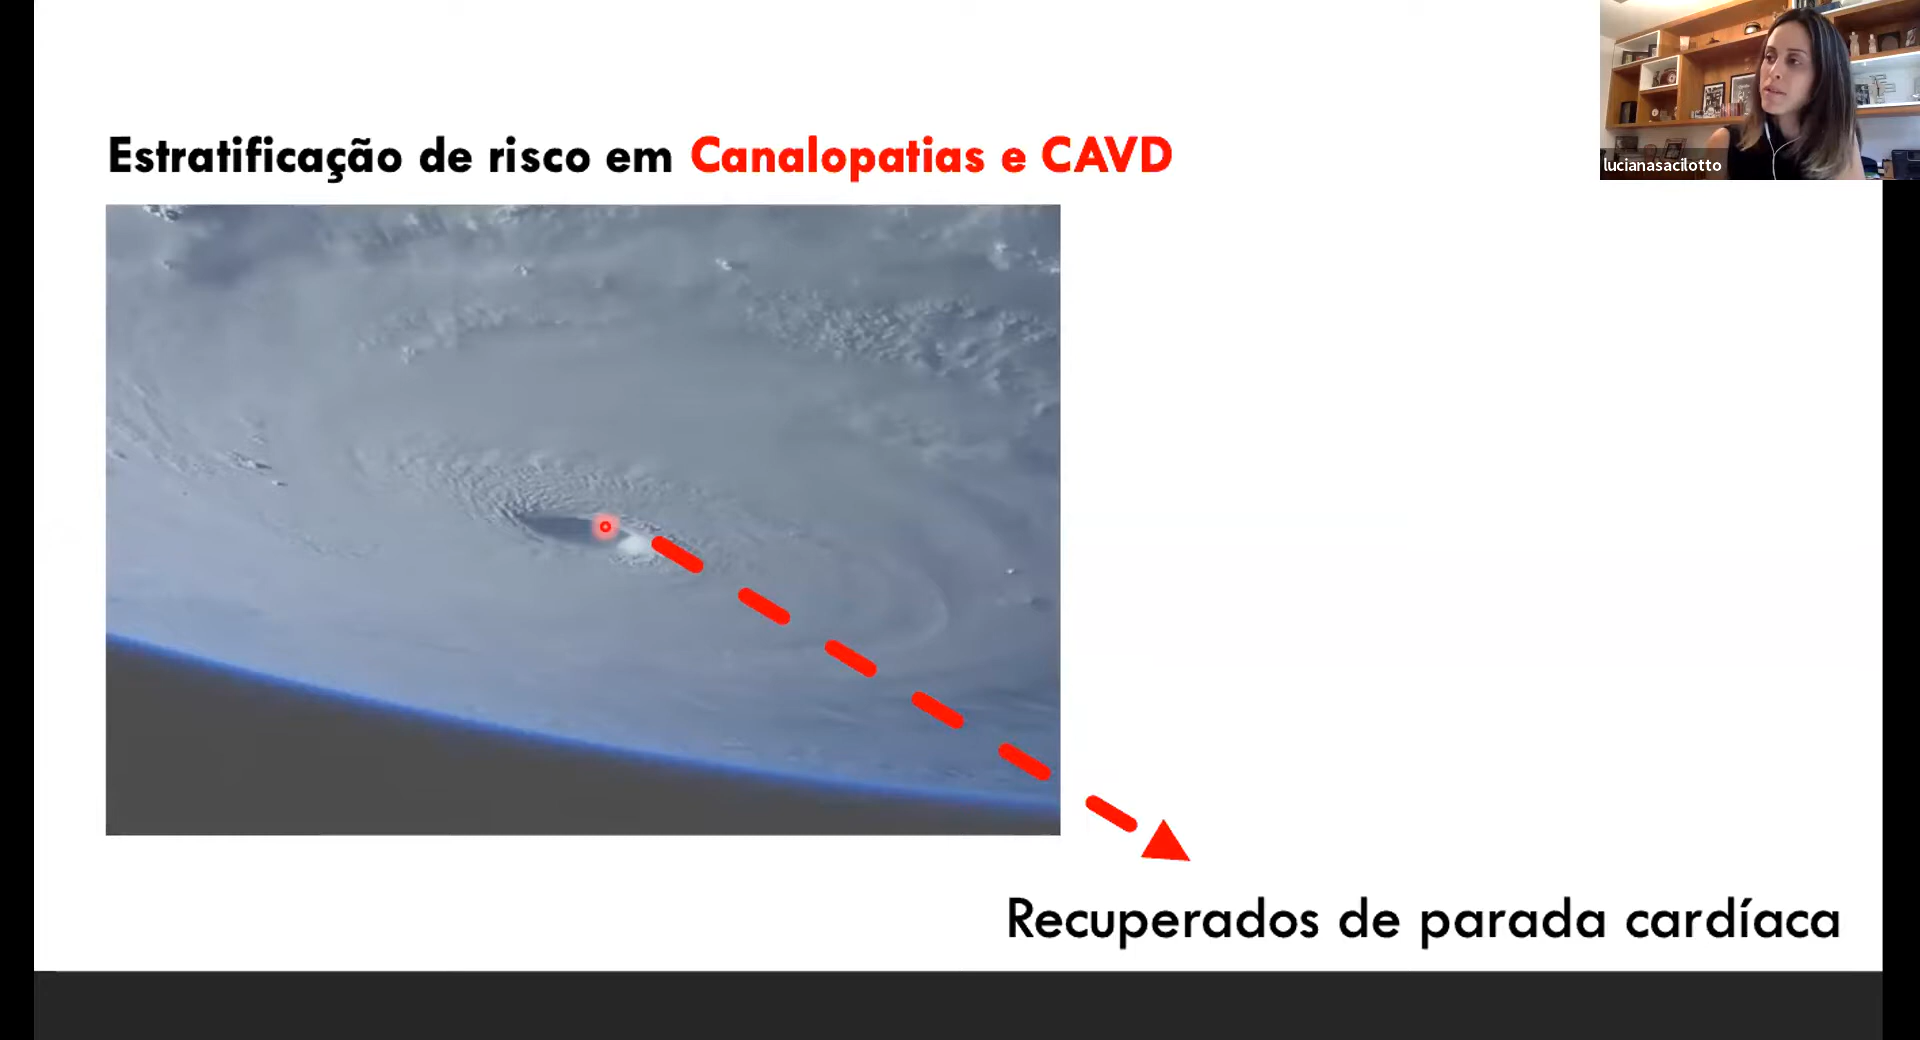 Estratificação de risco em Canalopatias e CAVD
lucianasacilotto
Recuperados de parada cardíaca